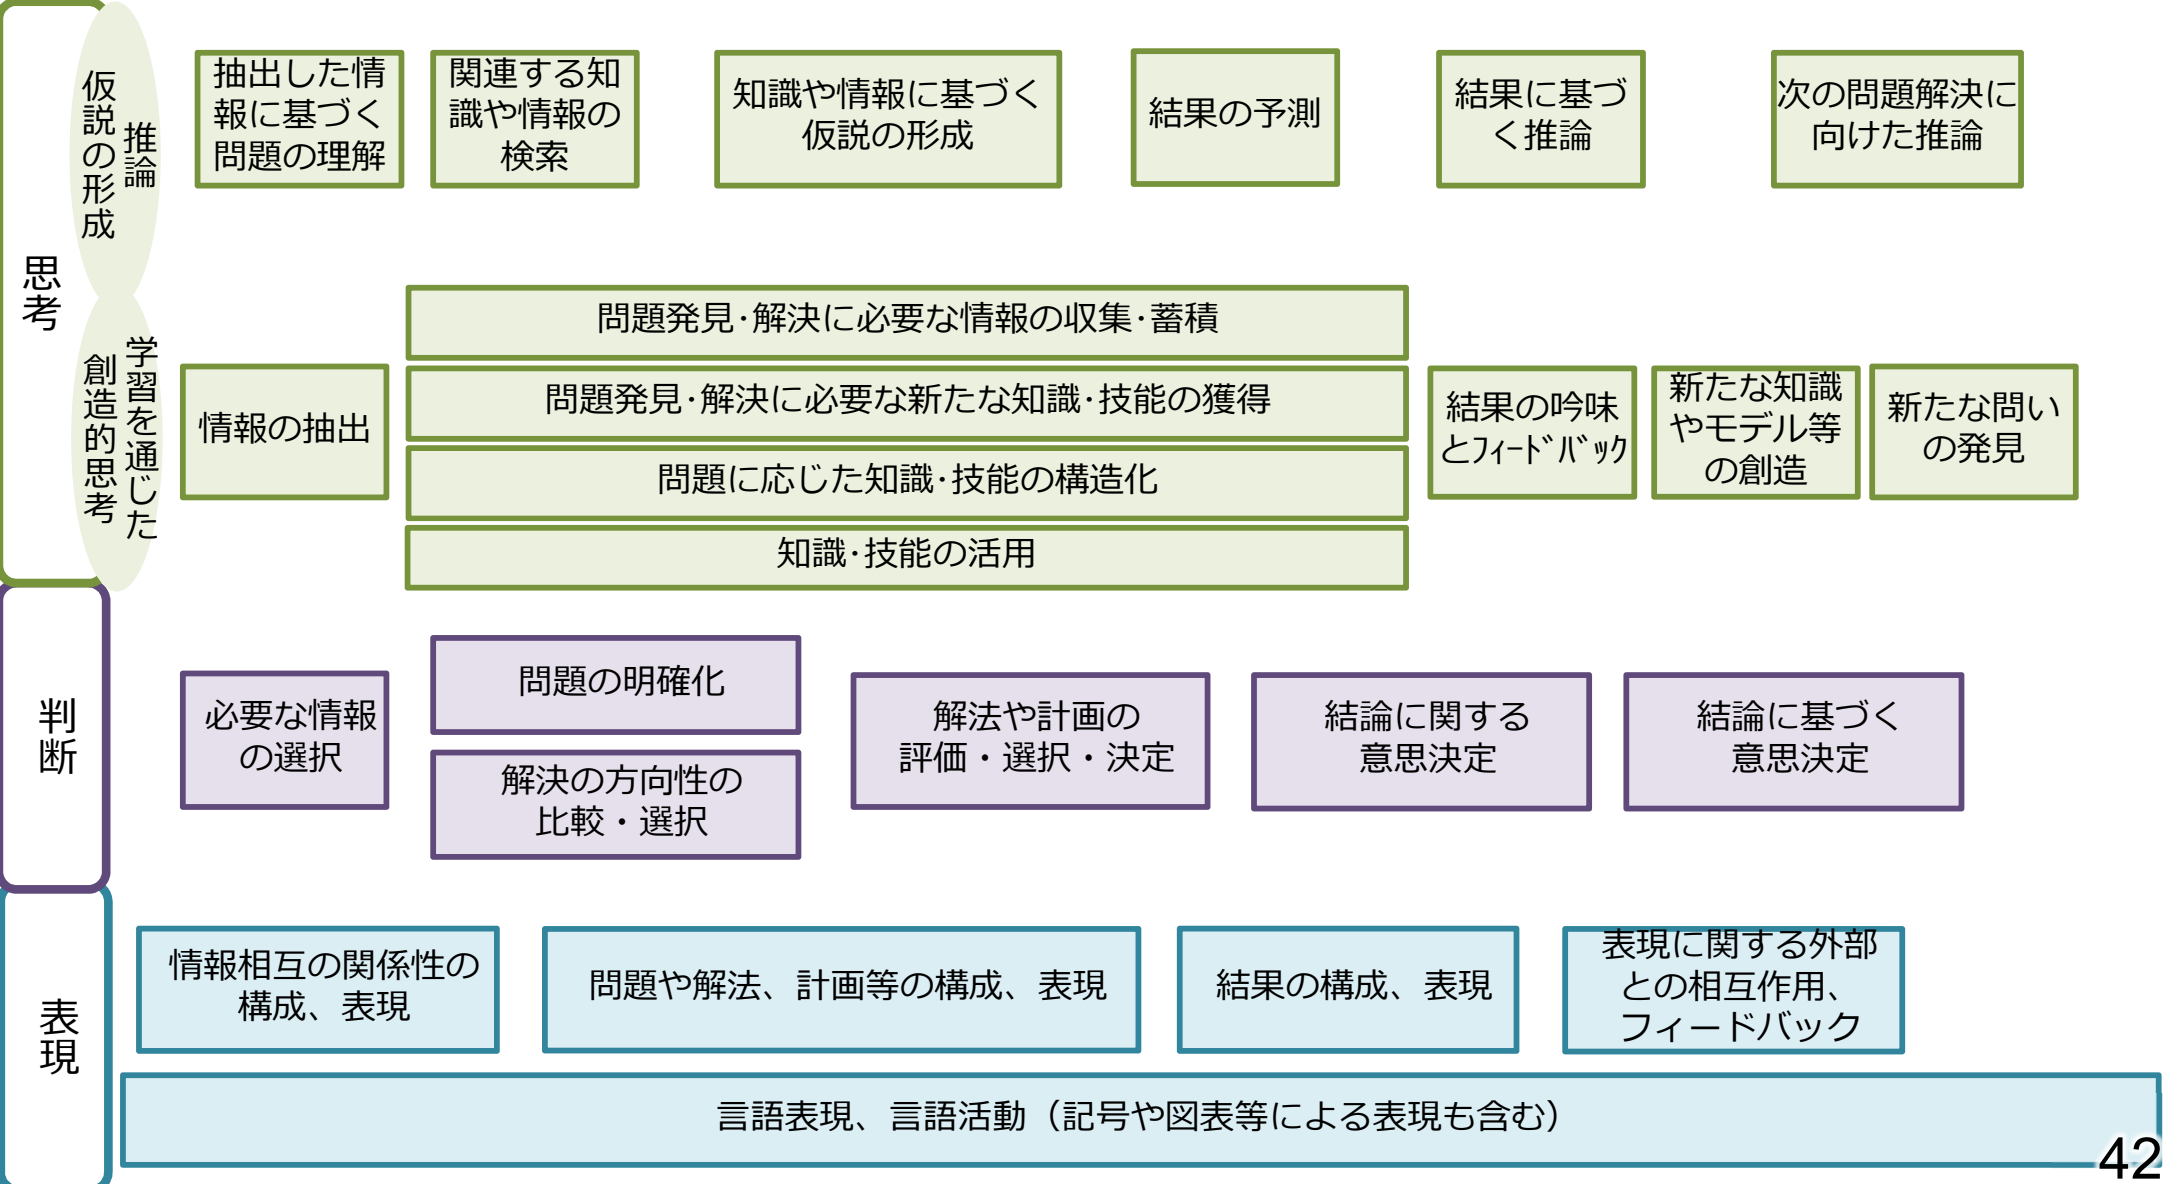 思考
推論
仮説の形成
抽出した情
報に基づく
問題の理解
関連する知
識や情報の
検索
知識や情報に基づく
仮説の形成
結果の予測
結果に基づ
く推論
次の問題解決に
向けた推論
学習を通じた
創造的思考
情報の抽出
問題発見･解決に必要な情報の収集･蓄積
問題発見･解決に必要な新たな知識･技能の獲得
問題に応じた知識･技能の構造化
知識･技能の活用
結果の吟味
とﾌｨｰﾄﾞﾊﾞｯｸ
新たな知識
やモデル等
の創造
新たな問い
の発見
判断
必要な情報
の選択
問題の明確化
解決の方向性の
比較・選択
解法や計画の
評価・選択・決定
結論に関する
意思決定
結論に基づく
意思決定
表現
情報相互の関係性の
構成、表現
問題や解法、計画等の構成、表現
結果の構成、表現
表現に関する外部
との相互作用、
フィードバック
言語表現、言語活動（記号や図表等による表現も含む）
42